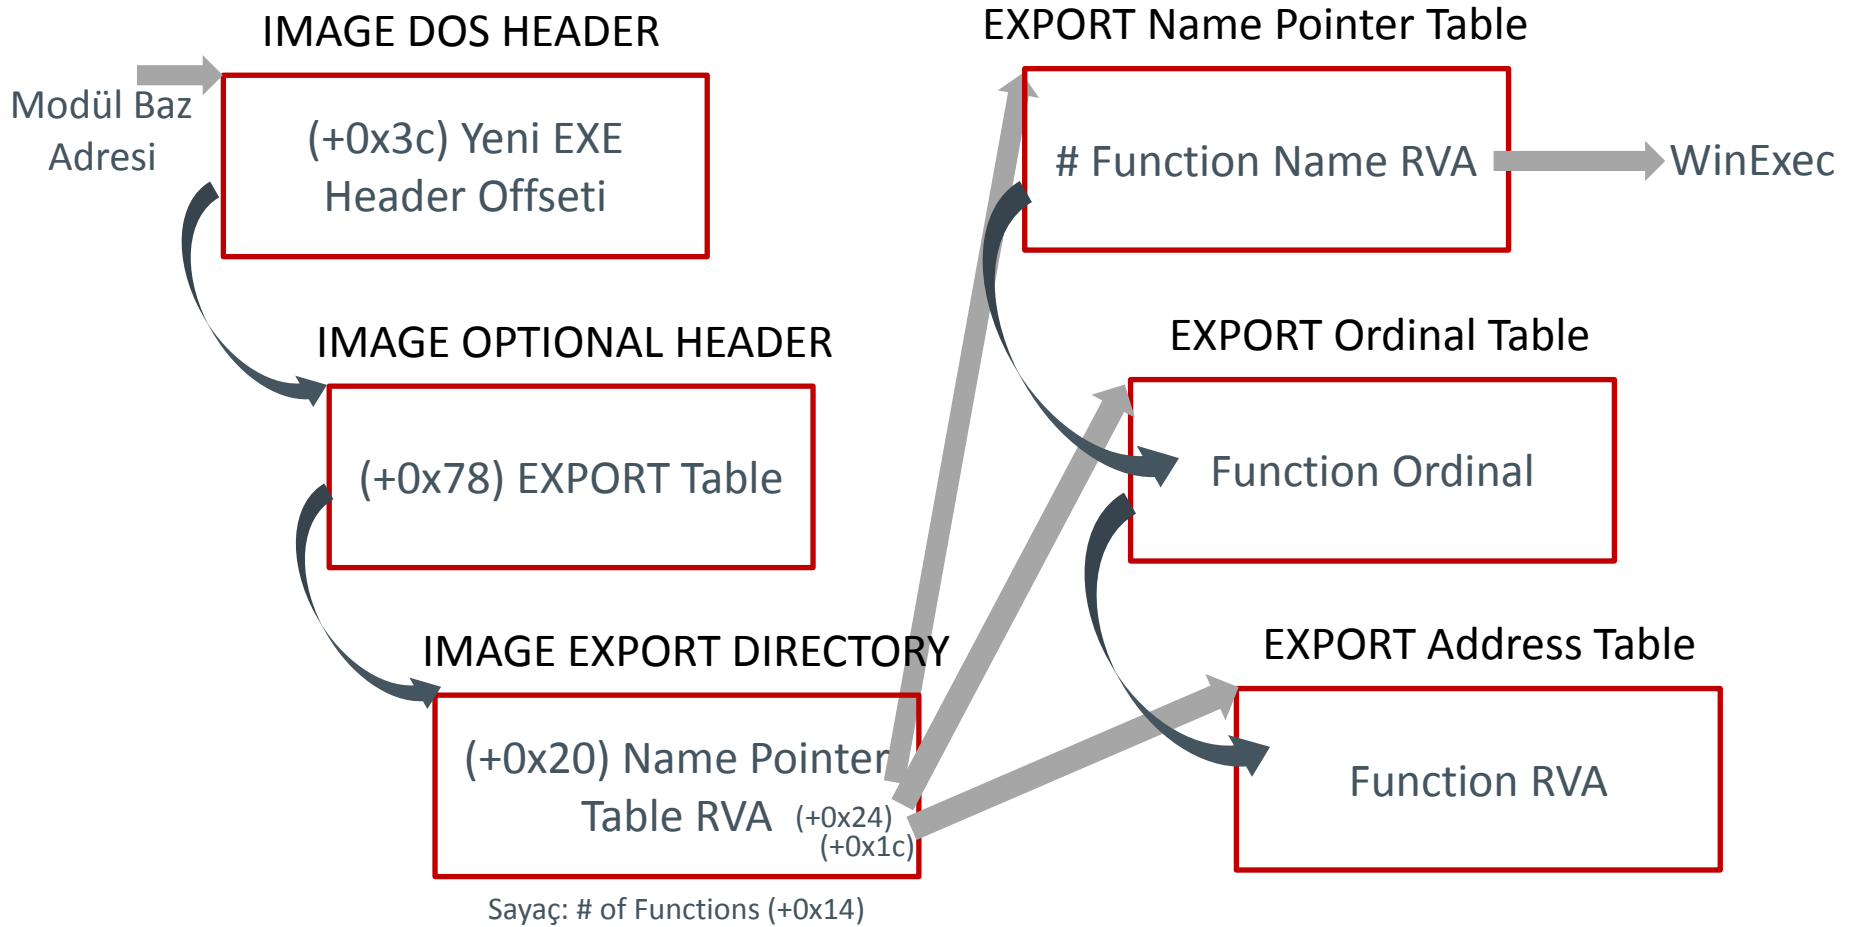 IMAGE DOS HEADER
Modül Baz
Adresi
(+0x3c) Yeni EXE
Header Offseti
IMAGE OPTIONAL HEADER
(+0x78) EXPORT Table
IMAGE EXPORT DIRECTORY
(+0x20) Name Pointer
Table RVA (+0x24)
(+0x1c)
Sayaç: # of Functions (+0x14)
EXPORT Name Pointer Table
# Function Name RVA
WinExec
EXPORT Ordinal Table
Function Ordinal
EXPORT Address Table
Function RVA